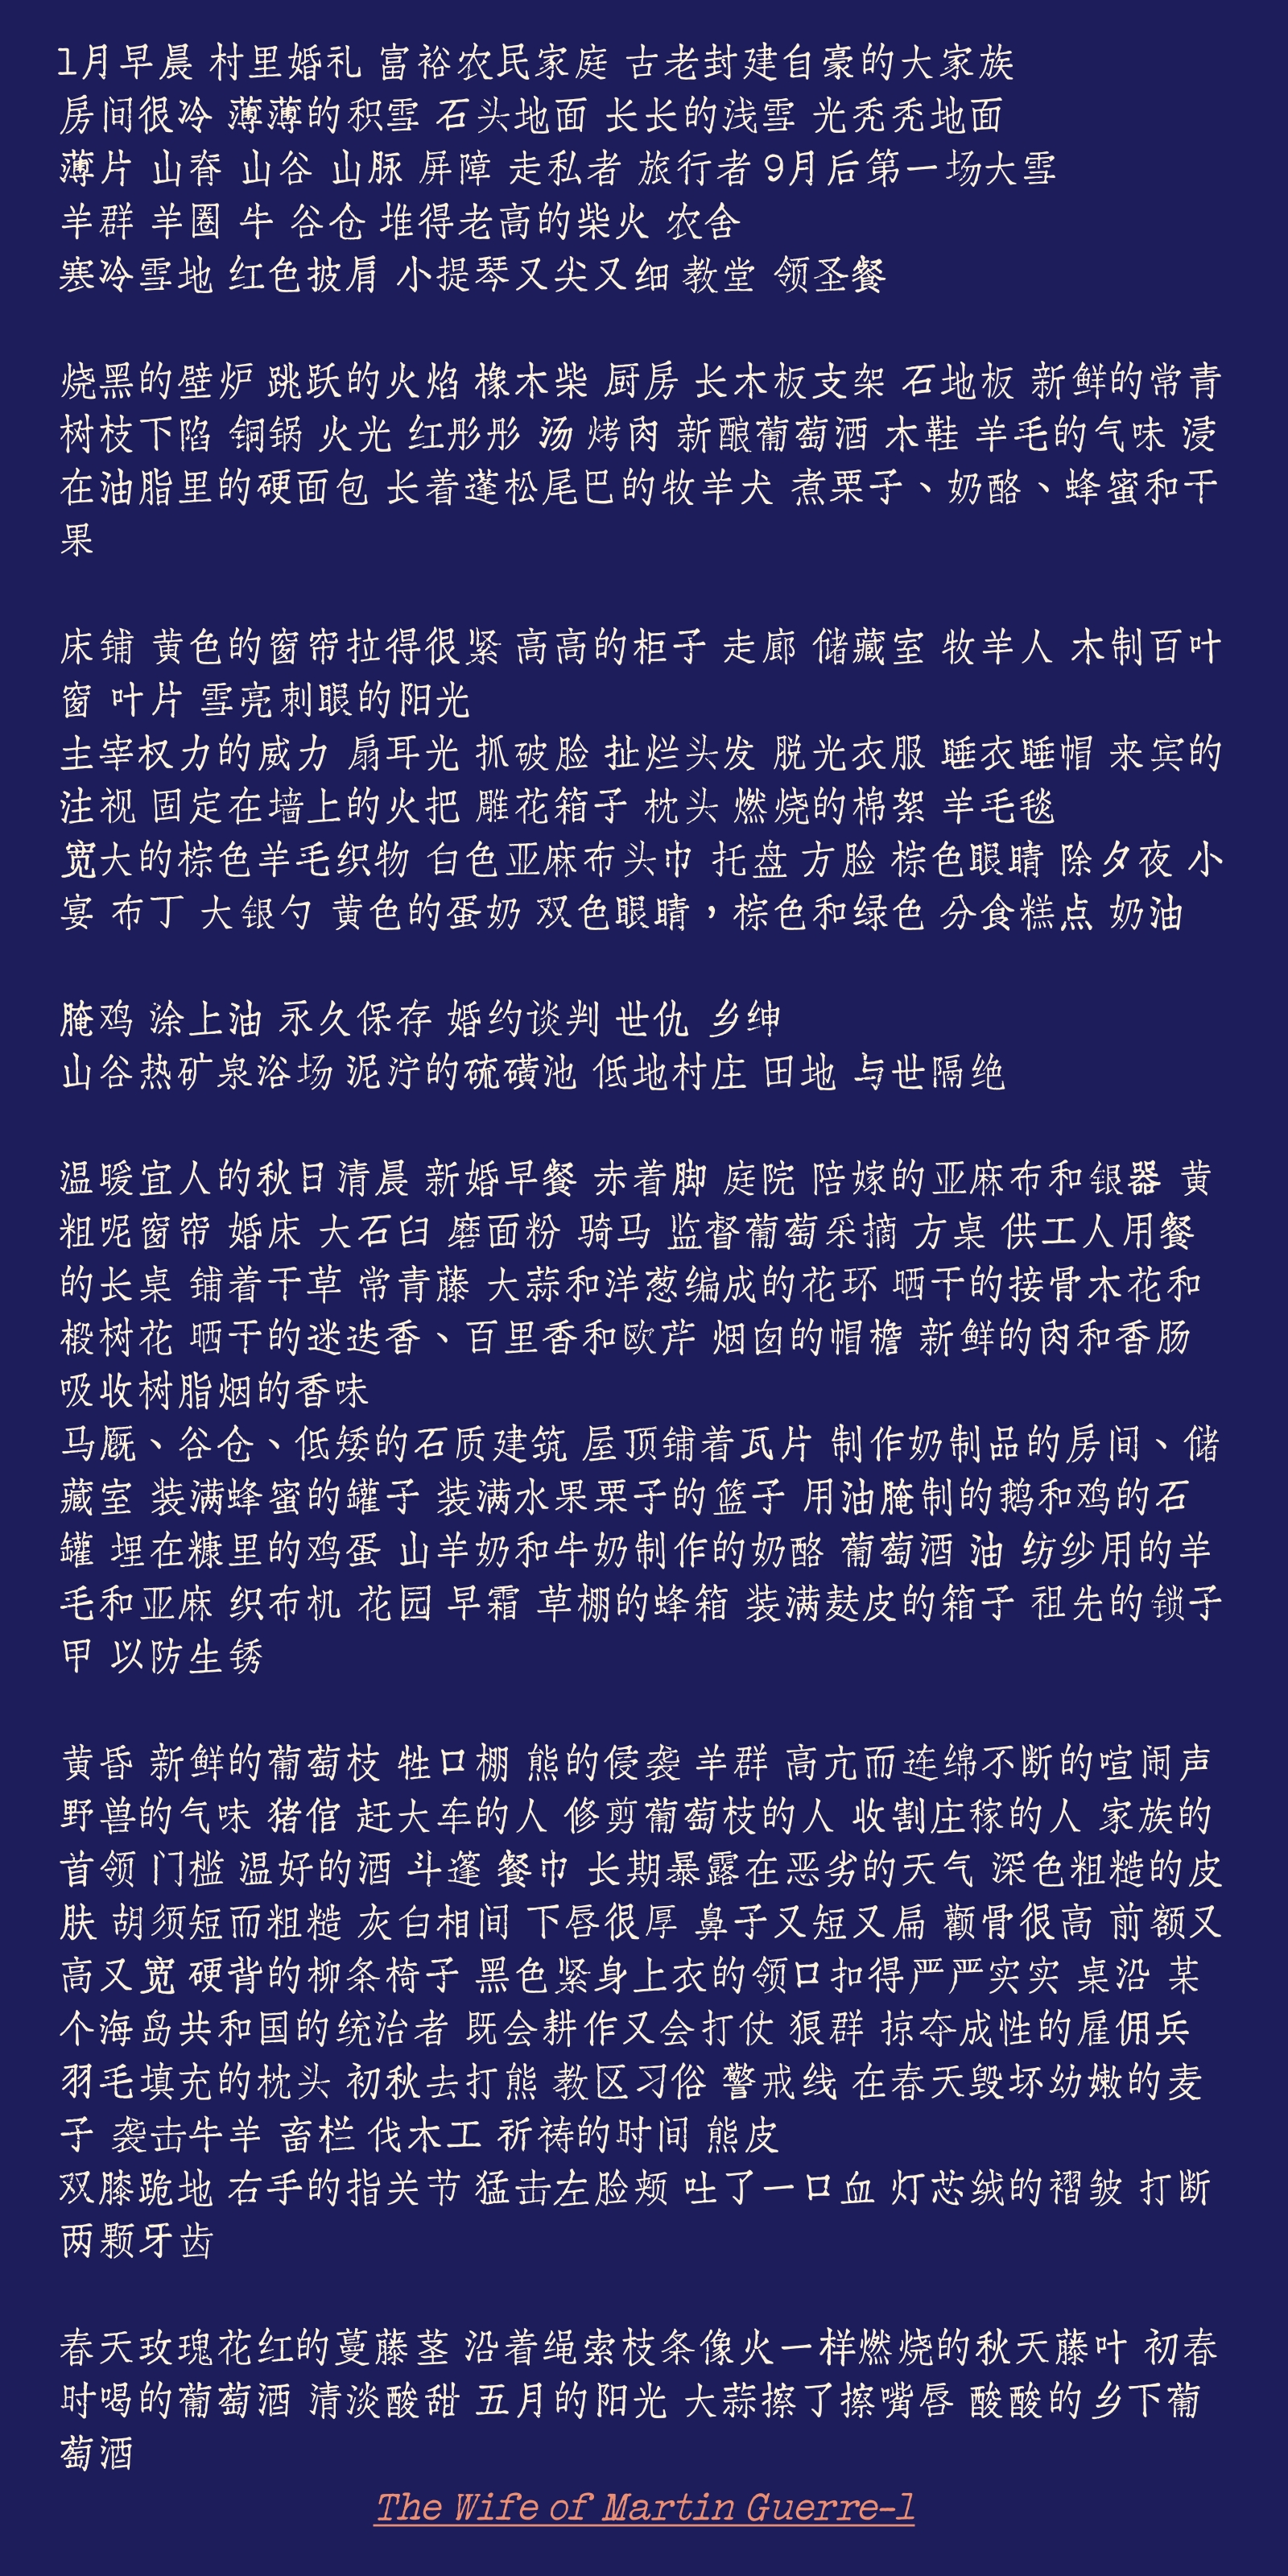 1月早晨 村里婚礼 富裕农民家庭 古老封建自豪的大家族
房间很冷 薄薄的积雪 石头地面 长长的浅雪 光秃秃地面
薄片 山脊 山谷 山脉 屏障 走私者 旅行者 9月后第一场大雪
羊群 羊圈 牛 谷仓 堆得老高的柴火 农舍
寒冷雪地 红色披肩 小提琴又尖又细 教堂 领圣餐
烧黑的壁炉 跳跃的火焰 橡木柴 厨房 长木板支架 石地板 新鲜的常青
树枝下陷 铜锅 火光 红彤彤 汤 烤肉 新酿葡萄酒 木鞋 羊毛的气味 浸
在油脂里的硬面包 长着蓬松尾巴的牧羊犬 煮栗子、奶酪、蜂蜜和干
果
床铺 黄色的窗帘拉得很紧 高高的柜子 走廊 储藏室 牧羊人 木制百叶
窗 叶片 雪亮刺眼的阳光
主宰权力的威力 扇耳光 抓破脸 扯烂头发 脱光衣服 睡衣睡帽 来宾的
注视 固定在墙上的火把 雕花箱子 枕头 燃烧的棉絮 羊毛毯
宽大的棕色羊毛织物 白色亚麻布头巾 托盘 方脸 棕色眼睛 除夕夜 小
宴 布丁 大银勺 黄色的蛋奶 双色眼睛，棕色和绿色 分食糕点 奶油
腌鸡 涂上油 永久保存 婚约谈判 世仇 乡绅
山谷热矿泉浴场 泥泞的硫磺池 低地村庄 田地 与世隔绝
温暖宜人的秋日清晨 新婚早餐 赤着脚 庭院 陪嫁的亚麻布和银器 黄
粗呢窗帘 婚床 大石臼 磨面粉 骑马 监督葡萄采摘 方桌 供工人用餐
的长桌 铺着干草 常青藤 大蒜和洋葱编成的花环 晒干的接骨木花和
椴树花 晒干的迷迭香、百里香和欧芹 烟囱的帽檐 新鲜的肉和香肠
吸收树脂烟的香味
马厩、谷仓、低矮的石质建筑 屋顶铺着瓦片 制作奶制品的房间、储
藏室 装满蜂蜜的罐子 装满水果栗子的篮子 用油腌制的鹅和鸡的石
罐 埋在糠里的鸡蛋 山羊奶和牛奶制作的奶酪 葡萄酒 油 纺纱用的羊
毛和亚麻 织布机 花园 早霜 草棚的蜂箱 装满麸皮的箱子 祖先的锁子
甲 以防生锈
黄昏 新鲜的葡萄枝 牲口棚 熊的侵袭 羊群 高亢而连绵不断的喧闹声
野兽的气味 猪倌 赶大车的人 修剪葡萄枝的人 收割庄稼的人 家族的
首领 门槛 温好的酒 斗篷 餐巾 长期暴露在恶劣的天气 深色粗糙的皮
肤 胡须短而粗糙 灰白相间 下唇很厚 鼻子又短又扁 颧骨很高 前额又
高又宽 硬背的柳条椅子 黑色紧身上衣的领口扣得严严实实 桌沿 某
个海岛共和国的统治者 既会耕作又会打仗 狠群 掠夺成性的雇佣兵
羽毛填充的枕头 初秋去打熊 教区习俗 警戒线 在春天毁坏幼嫩的麦
子 袭击牛羊 畜栏 伐木工 祈祷的时间 熊皮
双膝跪地 右手的指关节 猛击左脸颊 吐了一口血 灯芯绒的褶皱 打断
两颗牙齿
春天玫瑰花红的蔓藤茎 沿着绳索枝条像火一样燃烧的秋天藤叶 初春
时喝的葡萄酒 清淡酸甜 五月的阳光 大蒜擦了擦嘴唇 酸酸的乡下葡
萄酒
The Wife of Martin Guerre-1